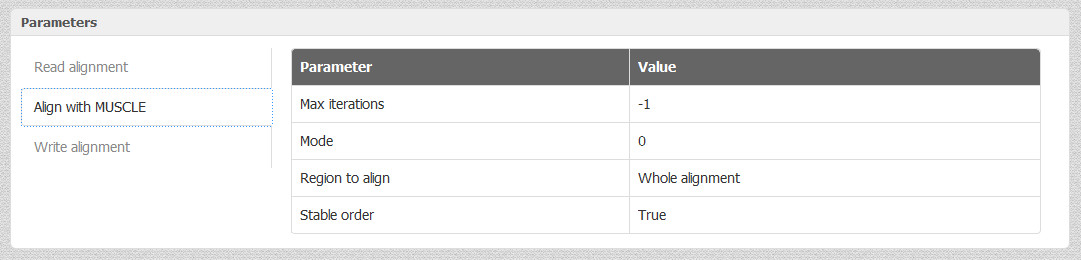 Parameters
Read alignment
Align with MUSCLE
Write alignment
Parameter Value
Max iterations -1
Mode 0
Region to align Whole alignment
Stable order True